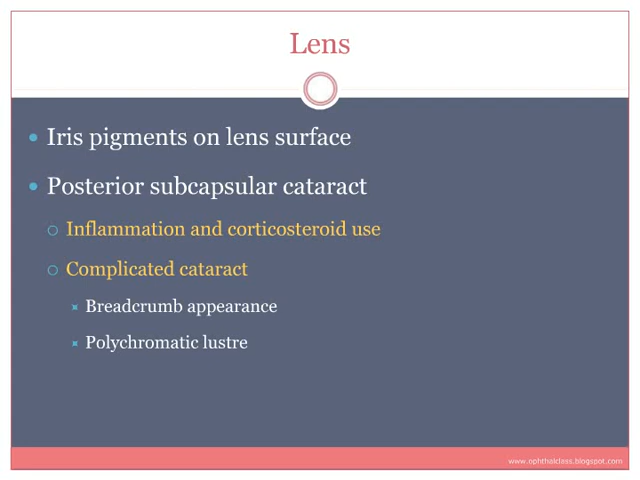 Lens
Iris pigments on lens surface
Posterior subcapsular cataract
Inflammation and corticosteroid use
Complicated cataract
Breadcrumb appearance
Polychromatic lustre
www.ophthalclass.blogspot.com